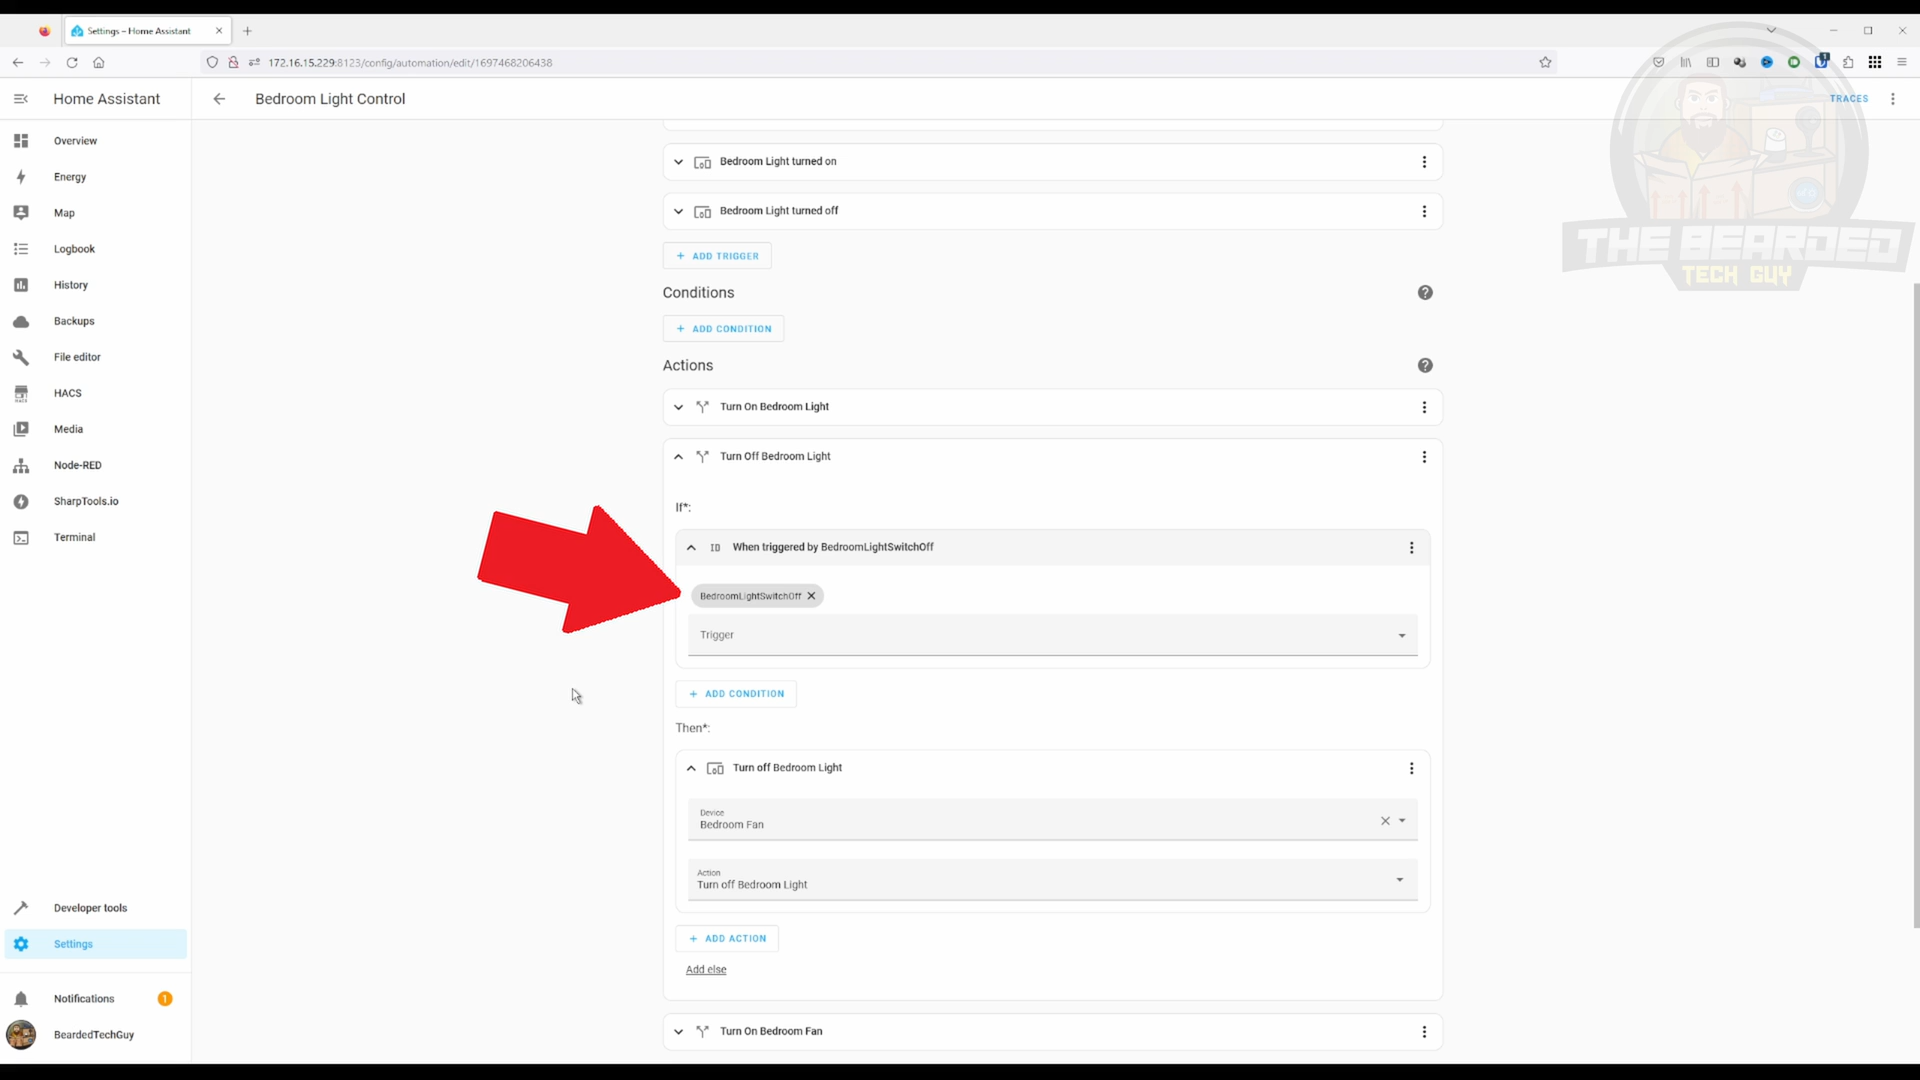 Settings – Home Assistant
172.16.15.229:8123/config/automation/edit/1697468206438
1
Home Assistant
Bedroom Light Control
TRACES
Overview
Energy
Map
Logbook
History
Backups
File editor
HACS
Media
Node-RED
SharpTools.io
Terminal
Developer tools
Settings
Notifications
1
BeardedTechGuy
Bedroom Light turned on
Bedroom Light turned off
+ ADD TRIGGER
Conditions
+ ADD CONDITION
Actions
Turn On Bedroom Light
Turn Off Bedroom Light
If*:
ID When triggered by BedroomLightSwitchOff
BedroomLightSwitchOff
Trigger
+ ADD CONDITION
Then*:
Turn off Bedroom Light
Device
Bedroom Fan
Action
Turn off Bedroom Light
+ ADD ACTION
Add else
Turn On Bedroom Fan
THE BEARDED
TECH GUY